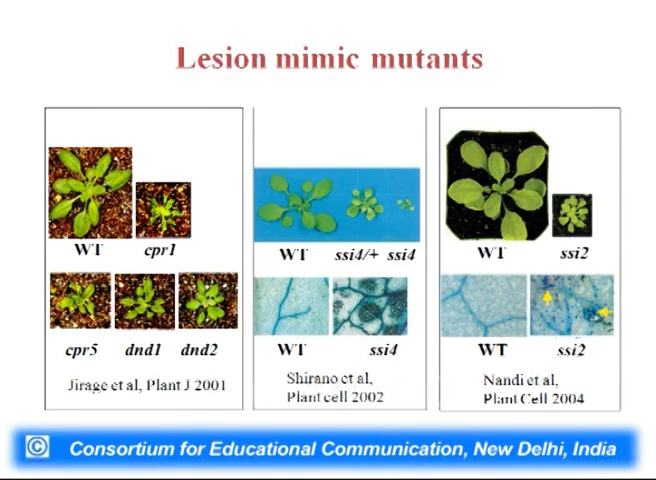 Lesion mimic mutants
WT cpr1
cpr5 dnd1 dnd2
Jirage et al, Plant J 2001
WT ssi4/+ ssi4
WT ssi4
Shirano et al,
Plant cell 2002
WT ssi2
WT ssi2
Nandi et al,
Plant Cell 2004
© Consortium for Educational Communication, New Delhi, India